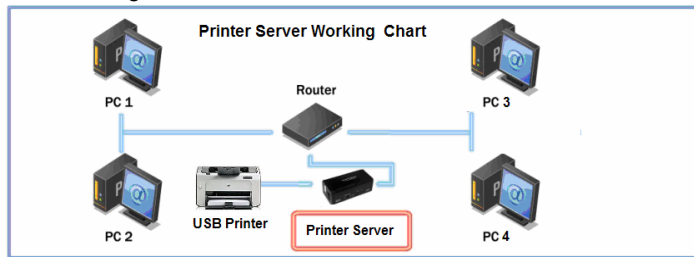 Printer Server Working Chart
PC 1
Router
PC 3
PC 2
USB Printer
Printer Server
PC 4